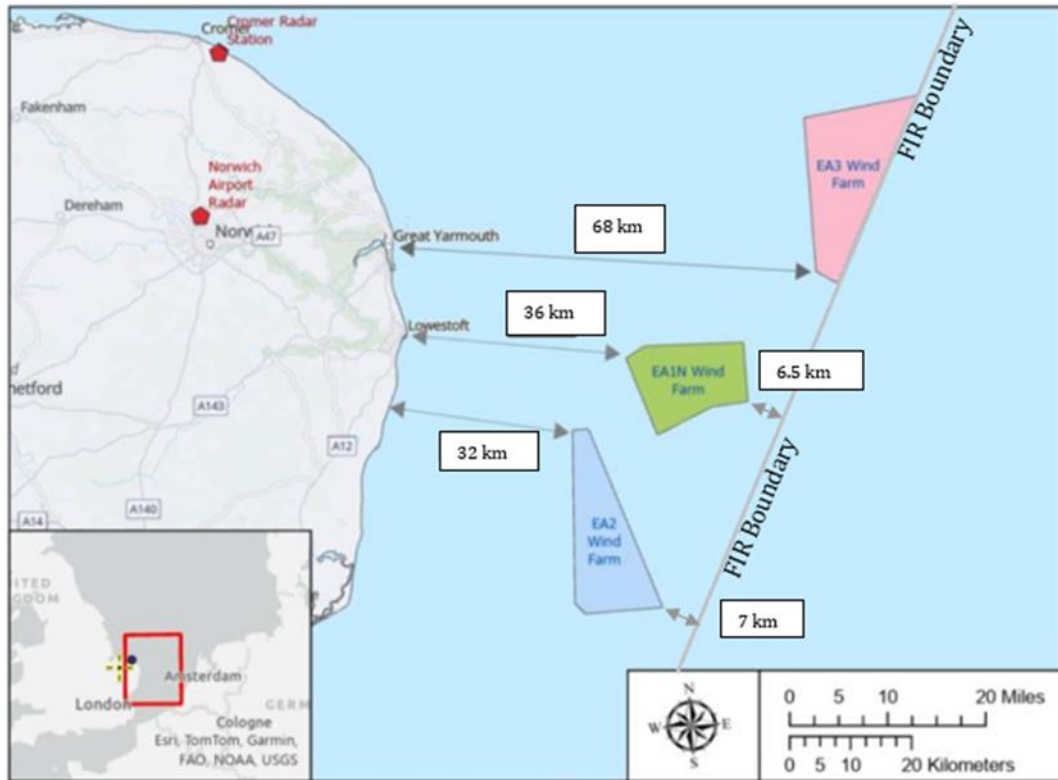 Cromer Radar
Cromer
Station
Fakenham
FIR Boundary
EA3 Wind
Farm
Norwich
Airport
Radar
Dereham
Norwich
A47
Great Yarmouth
68 km
36 km
Lowestoft
EA1N Wind
Farm
6.5 km
hetford
A143
A12
32 km
FIR Boundary
EA2
Wind
Farm
A140
A14
7 km
ITED
GDOM
Amsterdam
London
GERM
Cologne
Esri, TomTom, Garmin,
FAO, NOAA, USGS
N
W E
S
0 5 10 20 Miles
0 5 10 20 Kilometers